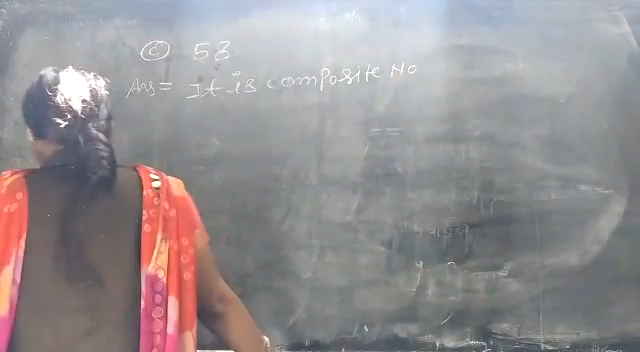 (c) 58
Ans = It is composite No